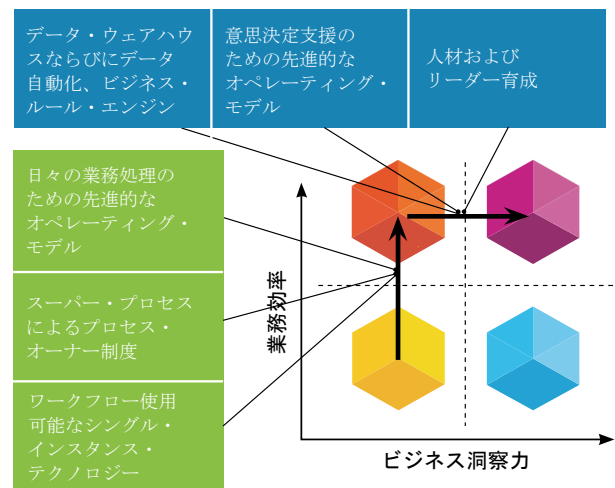 データ・ウェアハウ
スならびにデータ
自動化、ビジネス・
ルール・エンジン
意思決定支援の
ための先進的な
オペレーティング・
モデル
人材および
リーダー育成
日々の業務処理の
ための先進的な
オペレーティング・
モデル
スーパー・プロセス
によるプロセス・
オーナー制度
ワークフロー使用
可能なシングル・
インスタンス・
テクノロジー
業務効率
ビジネス洞察力